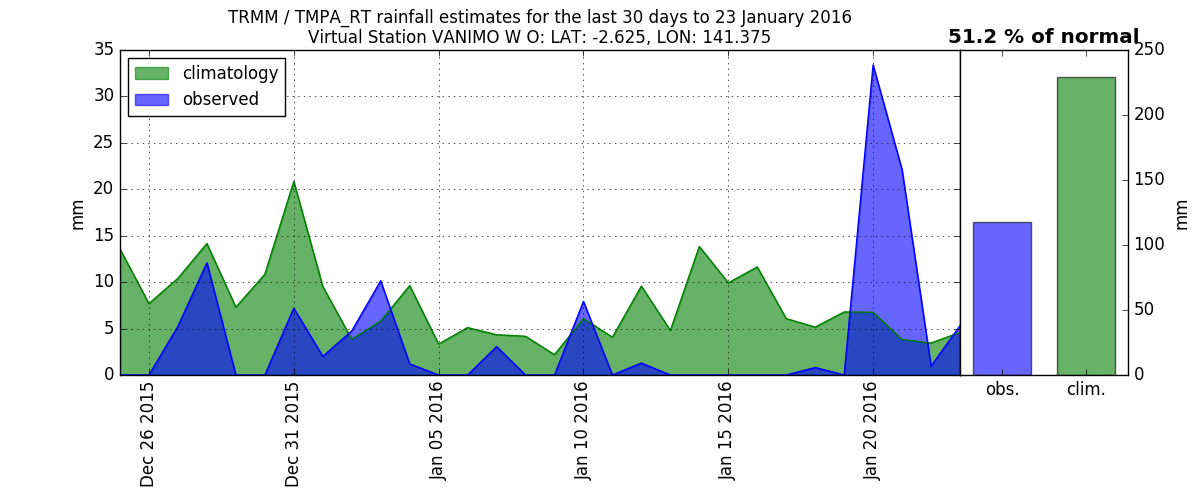 TRMM / TMPA_RT rainfall estimates for the last 30 days to 23 January 2016
Virtual Station VANIMO W O: LAT: -2.625, LON: 141.375
51.2 % of normal
climatology
observed
35
30
25
20
15
10
5
0
mm
Dec 26 2015
Dec 31 2015
Jan 05 2016
Jan 10 2016
Jan 15 2016
Jan 20 2016
250
200
150
100
50
0
mm
obs.
clim.